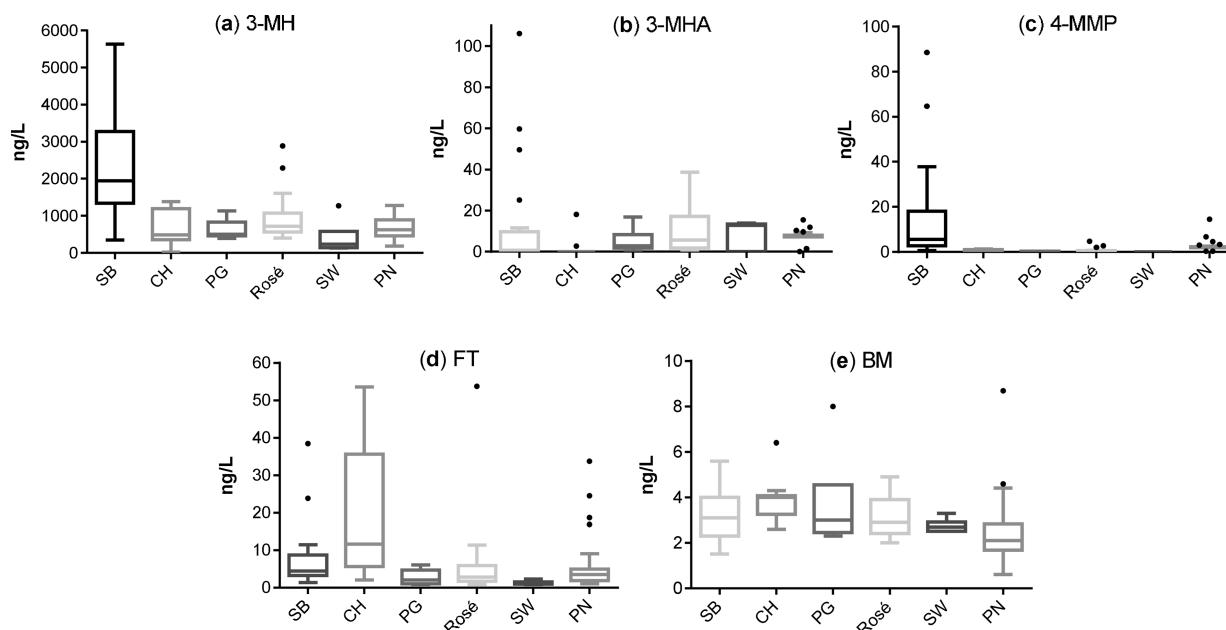 (a) 3-MH
ng/L
6000
5000
4000
3000
2000
1000
0
SB
CH
PG
Rosé
SW
PN
(b) 3-MHA
ng/L
100
80
60
40
20
0
SB
CH
PG
Rosé
SW
PN
(c) 4-MMP
ng/L
100
80
60
40
20
0
SB
CH
PG
Rosé
SW
PN
(d) FT
ng/L
60
50
40
30
20
10
0
SB
CH
PG
Rosé
SW
PN
(e) BM
ng/L
10
8
6
4
2
0
SB
CH
PG
Rosé
SW
PN